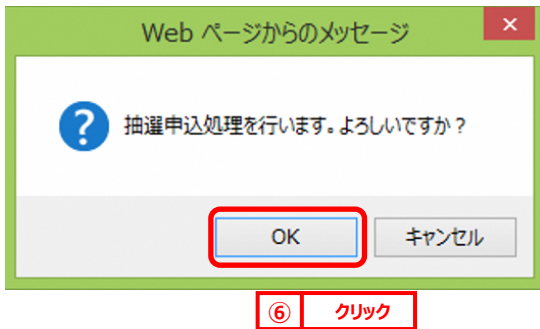 Web ページからのメッセージ
×
?
抽選申込処理を行います。よろしいですか?
OK
キャンセル
⑥ クリック